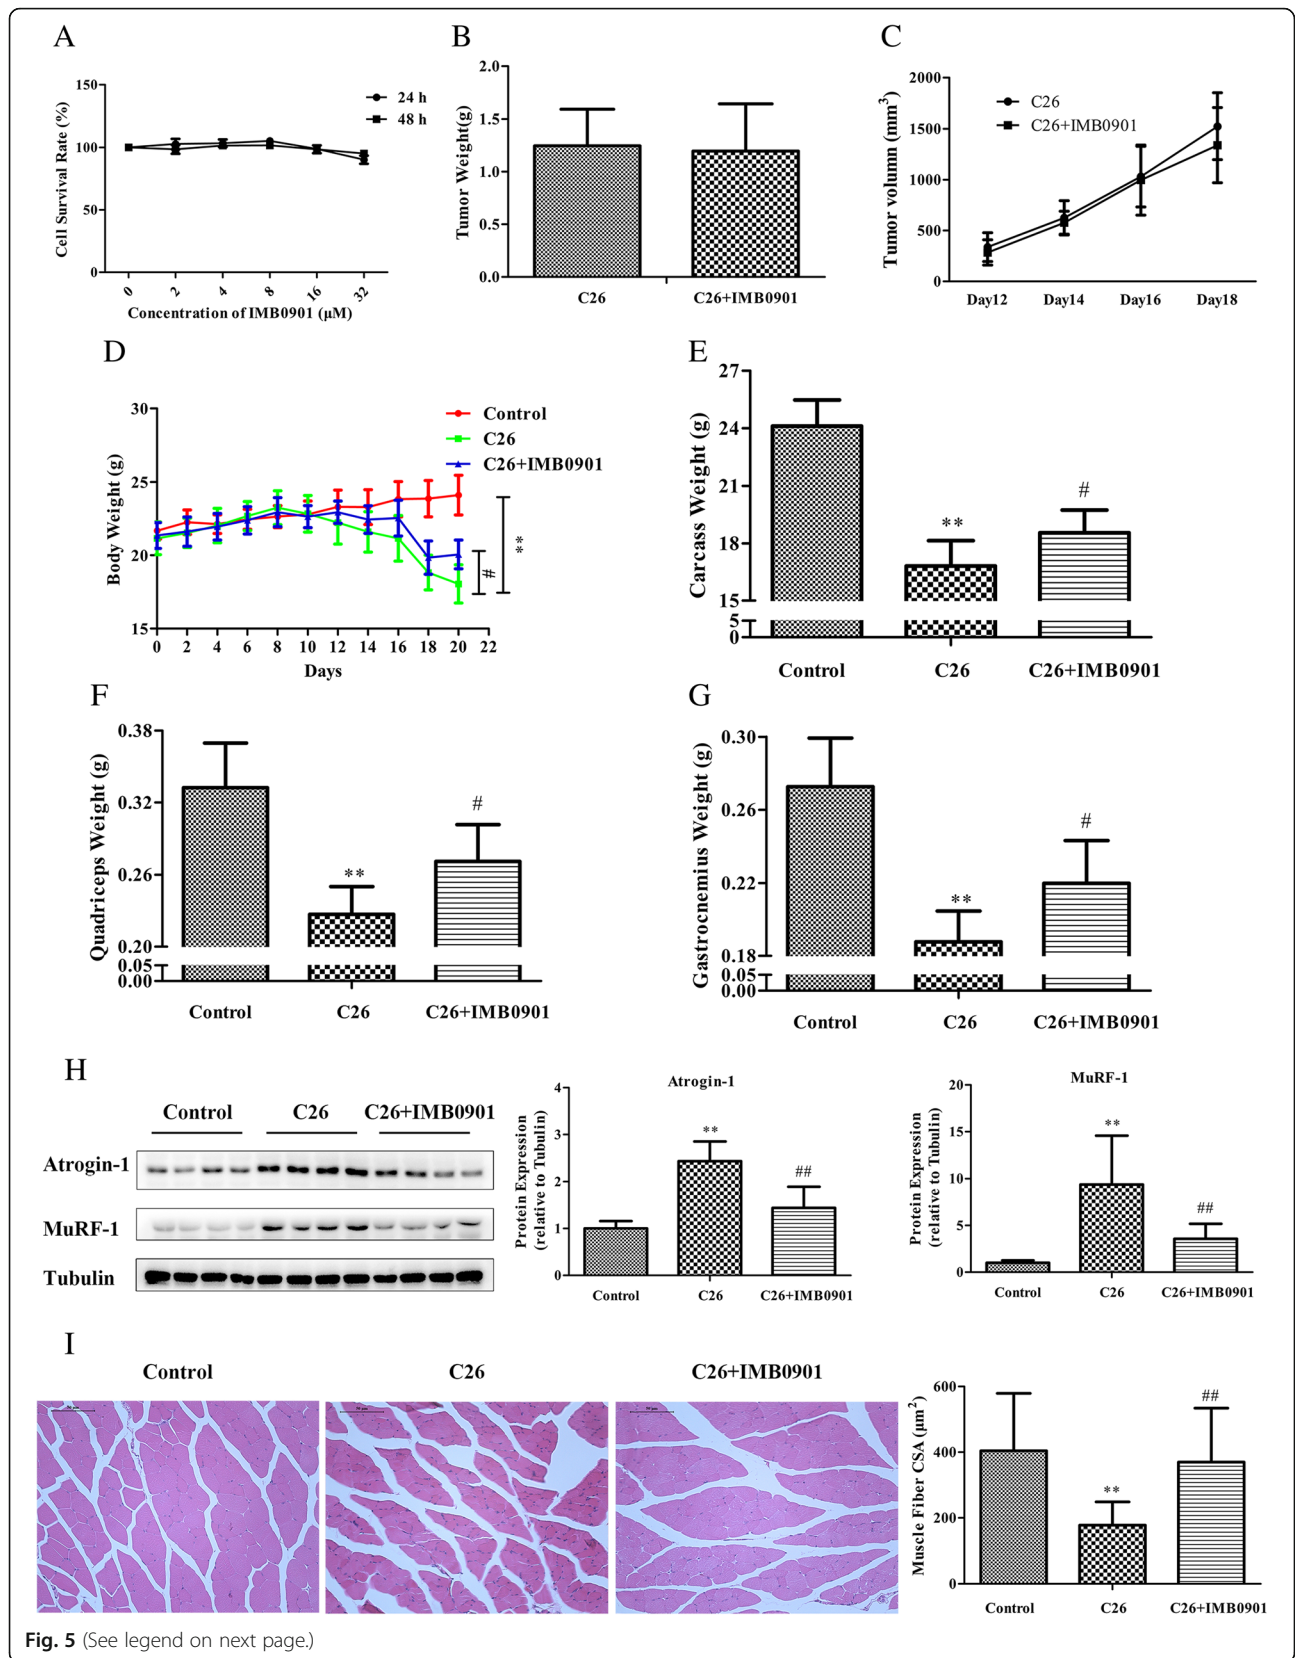 A
Cell Survival Rate (%)
150
100
50
0
24 h
48 h
0 2 4 8 16 32
Concentration of IMB0901 (μM)
B
Tumor Weight(g)
2.0
1.5
1.0
0.5
0.0
C26 C26+IMB0901
C
Tumor volumn (mm³)
2000
1500
1000
500
0
C26
C26+IMB0901
Day12 Day14 Day16 Day18
D
Body Weight (g)
30
25
20
15
Control
C26
C26+IMB0901
**
#
0 2 4 6 8 10 12 14 16 18 20 22
Days
E
Carcass Weight (g)
27
24
21
18
15
5
0
**
#
Control C26 C26+IMB0901
F
Quadriceps Weight (g)
0.38
0.32
0.26
0.20
0.05
0.00
**
#
Control C26 C26+IMB0901
G
Gastrocnemius Weight (g)
0.30
0.26
0.22
0.18
0.05
0.00
**
#
Control C26 C26+IMB0901
H
Control C26 C26+IMB0901
Atrogin-1
MuRF-1
Tubulin
Atrogin-1
Protein Expression
(relative to Tubulin)
4
3
2
1
0
**
##
Control C26 C26+IMB0901
MuRF-1
Protein Expression
(relative to Tubulin)
20
15
10
5
0
**
##
Control C26 C26+IMB0901
I
Control C26 C26+IMB0901
Muscle Fiber CSA (μm²)
600
400
200
0
**
##
Control C26 C26+IMB0901
Fig. 5 (See legend on next page.)